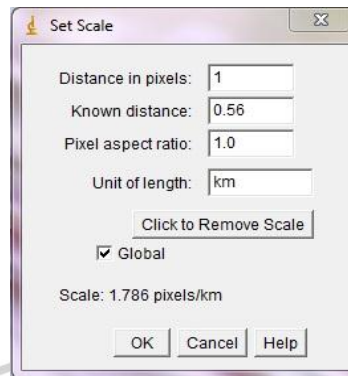 Set Scale
Distance in pixels: 1
Known distance: 0.56
Pixel aspect ratio: 1.0
Unit of length: km
Click to Remove Scale
Global
Scale: 1.786 pixels/km
OK Cancel Help